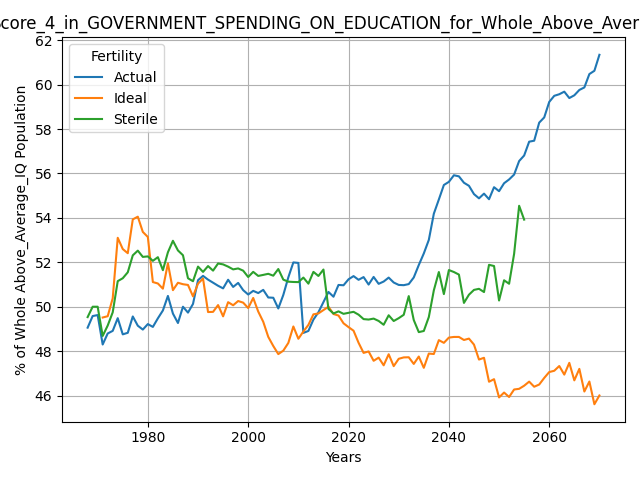 core_4_in_GOVERNMENT_SPENDING_ON_EDUCATION_for_Whole_Above_Aver
62
60
58
56
54
52
50
48
46
% of Whole Above_Average_IQ Population
Fertility
Actual
Ideal
Sterile
1980
2000
2020
2040
2060
Years